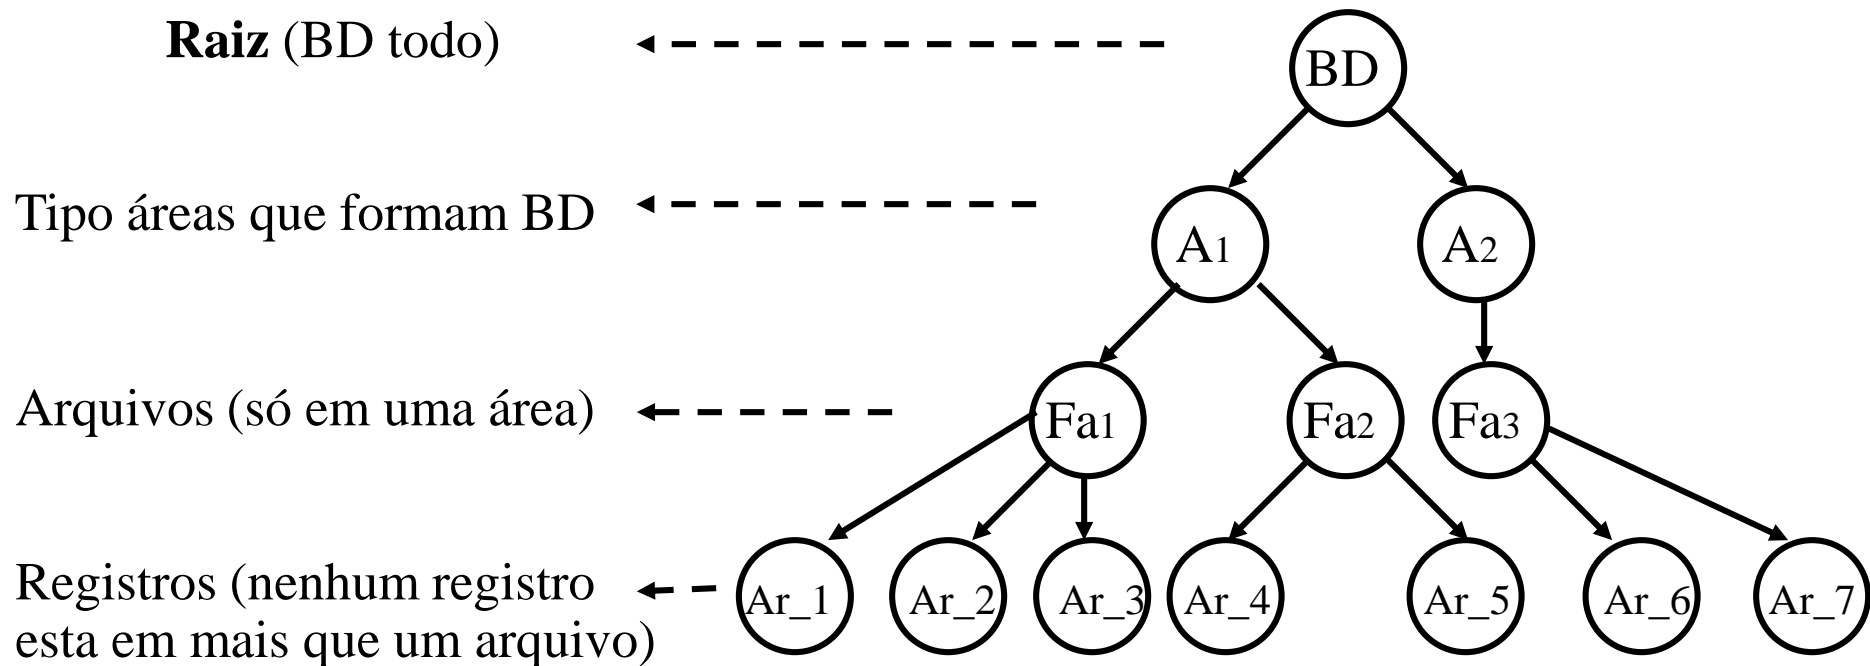 Raiz (BD todo)
BD
Tipo áreas que formam BD
A1
A2
Arquivos (só em uma área)
Fa1
Fa2
Fa3
Registros (nenhum registro
esta em mais que um arquivo)
Ar_1
Ar_2
Ar_3
Ar_4
Ar_5
Ar_6
Ar_7